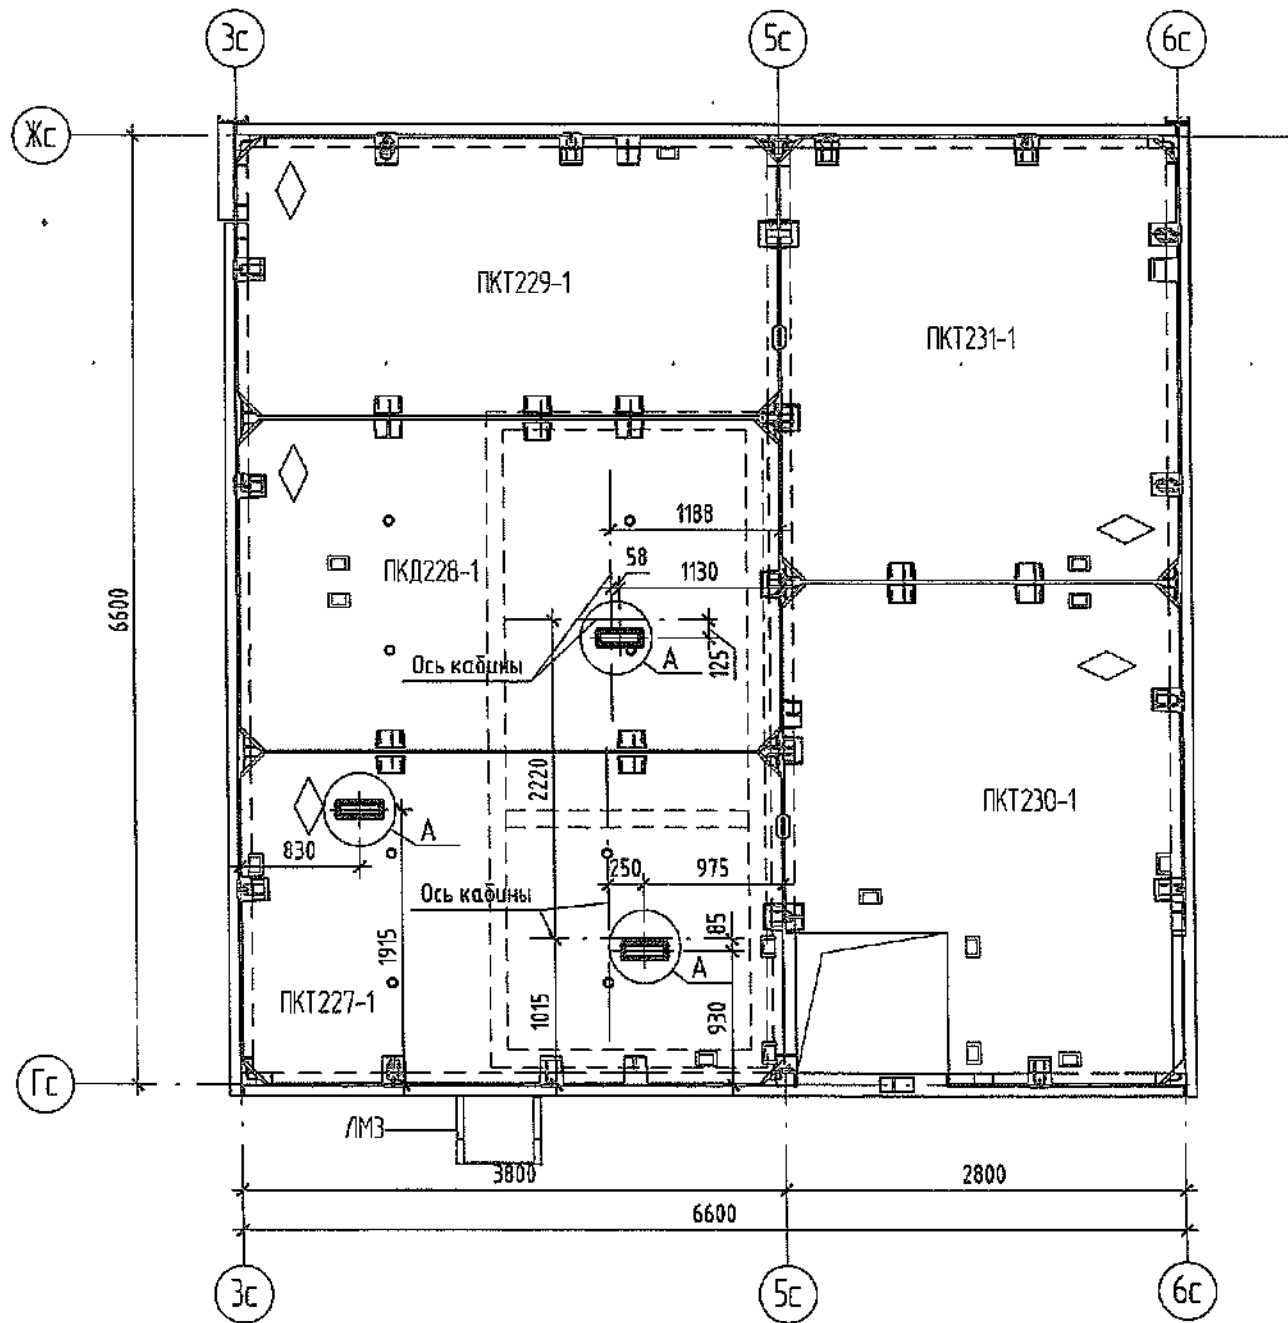 3с 5с 6с
Жс
ПКТ229-1
ПКТ231-1
1188
ПКД228-1
58
1130
6600
Ось кабины
А
125
2220
ПКТ230-1
А
830
250 975
Ось кабины
85
1915
А
ПКТ227-1
1015
930
Гс
ЛМЗ
3800
2800
6600
3с 5с 6с